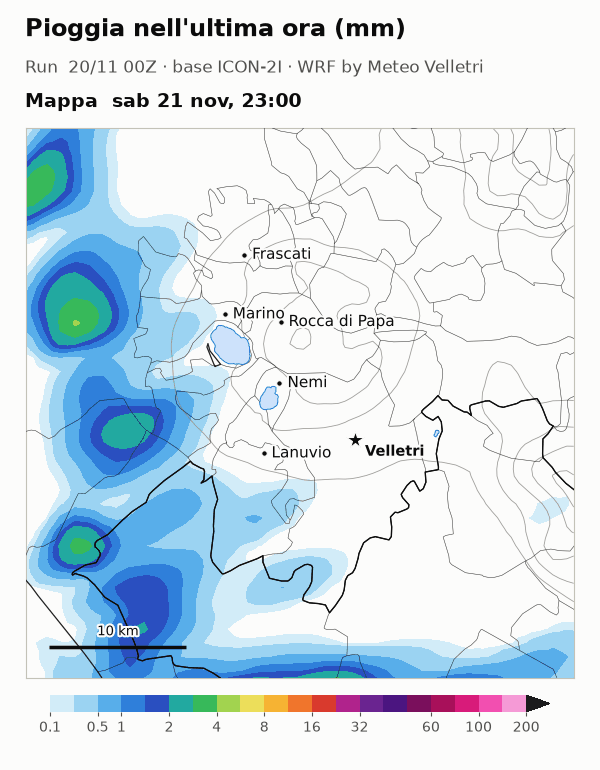 Pioggia nell'ultima ora (mm)
Run 20/11 00Z · base ICON-2I · WRF by Meteo Velletri
Mappa sab 21 nov, 23:00
Frascati
Marino
Rocca di Papa
Nemi
Velletri
Lanuvio
10 km
0.1 0.5 1 2 4 8 16 32 60 100 200